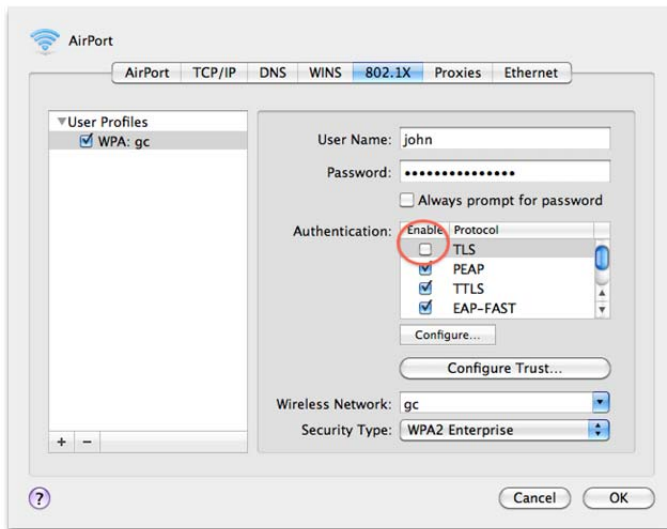 AirPort
AirPort TCP/IP DNS WINS 802.1X Proxies Ethernet
User Profiles
WPA: gc
User Name: john
Password: •••••••••••••••
Always prompt for password
Authentication: Enable Protocol
TLS
PEAP
TTLS
EAP-FAST
Configure...
Configure Trust...
Wireless Network: gc
Security Type: WPA2 Enterprise
+ −
? Cancel OK